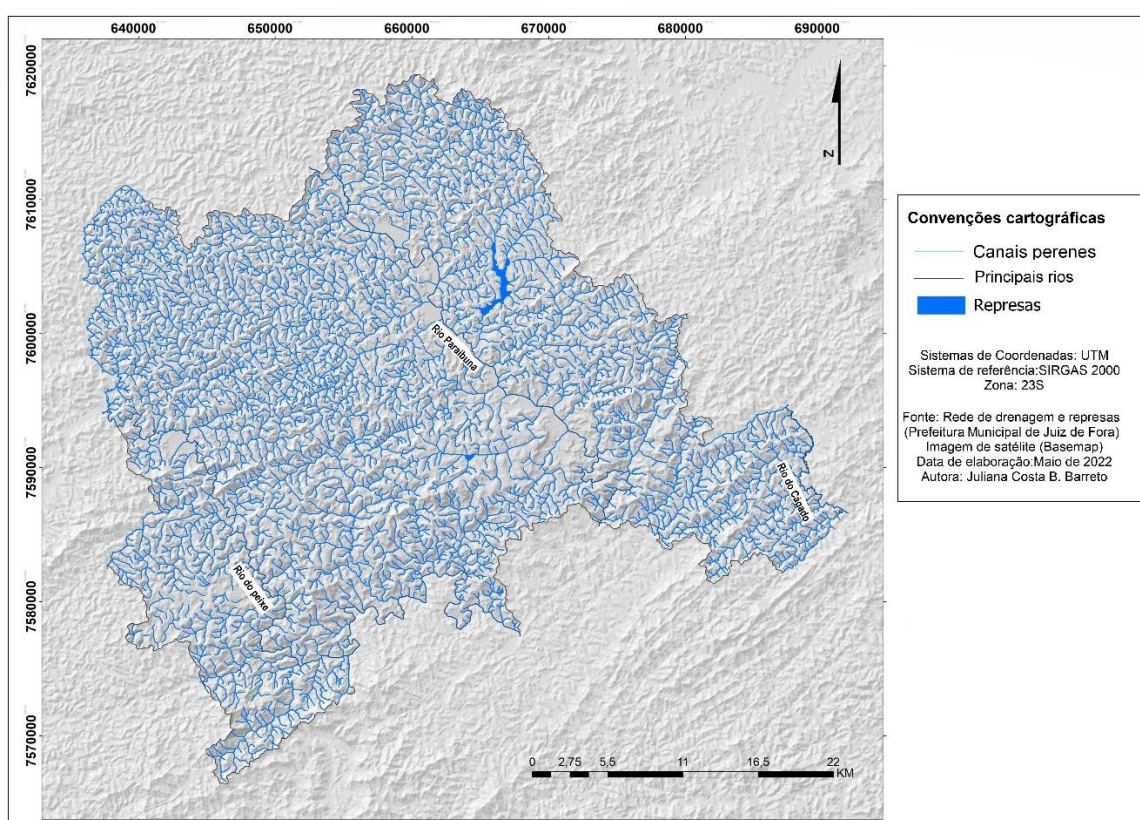 640000 650000 660000 670000 680000 690000
7620000
7610000
7600000
7590000
7580000
7570000
N
Rio Paraibuna
Rio do Cágado
Rio do peixe
0 2,75 5,5 11 16,5 22
KM
Convenções cartográficas
Canais perenes
Principais rios
Represas
Sistemas de Coordenadas: UTM
Sistema de referência:SIRGAS 2000
Zona: 23S
Fonte: Rede de drenagem e represas
(Prefeitura Municipal de Juiz de Fora)
Imagem de satélite (Basemap)
Data de elaboração:Maio de 2022
Autora: Juliana Costa B. Barreto